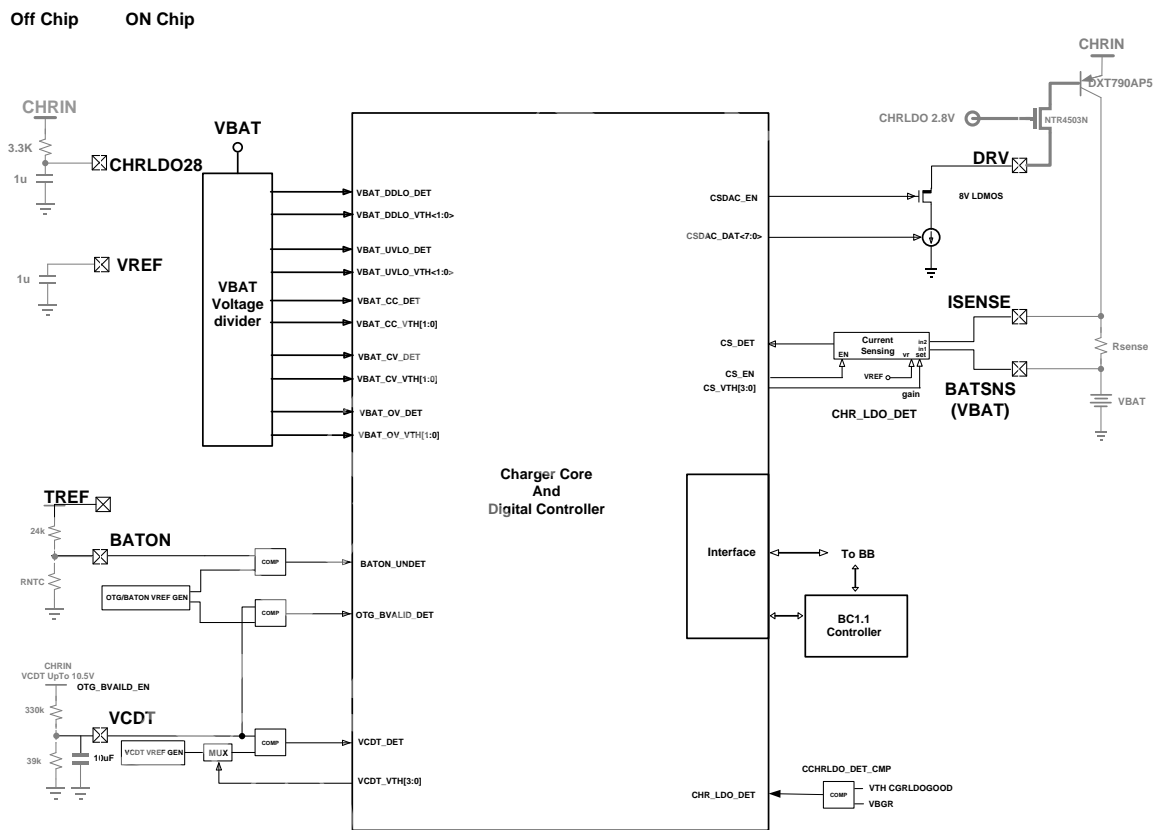 Off Chip ON Chip
CHRIN
3.3K
1u
CHRLDO28
1u
VREF
VBAT
VBAT
Voltage
divider
VBAT_DDLO_DET
VBAT_DDLO_VTH<1:0>
VBAT_UVLO_DET
VBAT_UVLO_VTH<1:0>
VBAT_CC_DET
VBAT_CC_VTH[1:0]
VBAT_CV_DET
VBAT_CV_VTH[1:0]
VBAT_OV_DET
VBAT_OV_VTH[1:0]
TREF
24k
BATON
RNTC
OTG/BATON VREF GEN
COMP
BATON_UNDET
COMP
OTG_BVALID_DET
CHRIN
VCDT UpTo 10.5V
OTG_BVAILD_EN
330k
VCDT
39k
10uF
VCDT VREF GEN
MUX
COMP
VCDT_DET
VCDT_VTH[3:0]
Charger Core
And
Digital Controller
CHRIN
DXT790AP5
CHRLDO 2.8V
NTR4503N
DRV
CSDAC_EN
8V LDMOS
CSDAC_DAT<7:0>
ISENSE
CS_DET
Current
Sensing
in2
in1
EN
vr
set
Rsense
CS_EN
VREF
CS_VTH[3:0]
gain
CHR_LDO_DET
BATSNS
(VBAT)
VBAT
Interface
To BB
BC1.1
Controller
CCHRLDO_DET_CMP
CHR_LDO_DET
COMP
VTH CGRLDOGOOD
VBGR